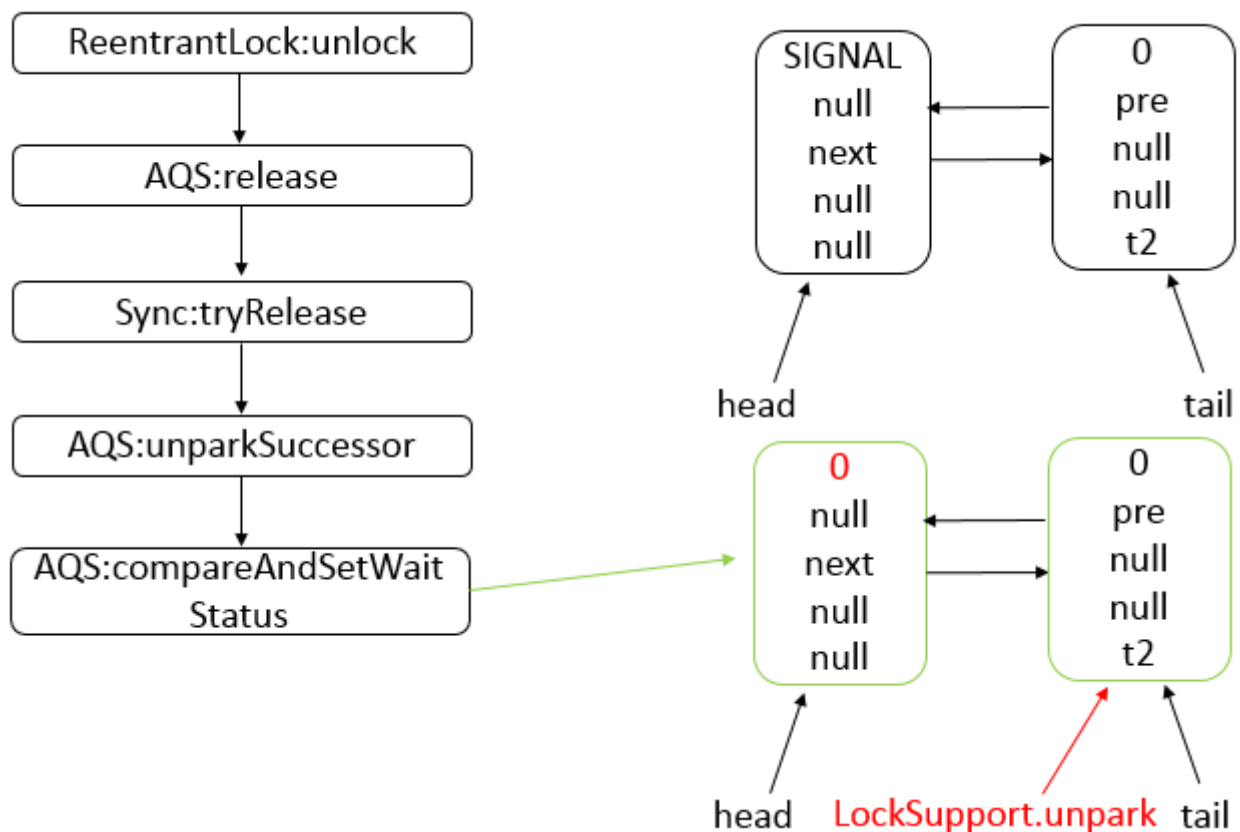 ReentrantLock:unlock
AQS:release
Sync:tryRelease
AQS:unparkSuccessor
AQS:compareAndSetWait
Status
SIGNAL
null
next
null
null
0
pre
null
null
t2
head
tail
0
null
next
null
null
0
pre
null
null
t2
head
LockSupport.unpark
tail